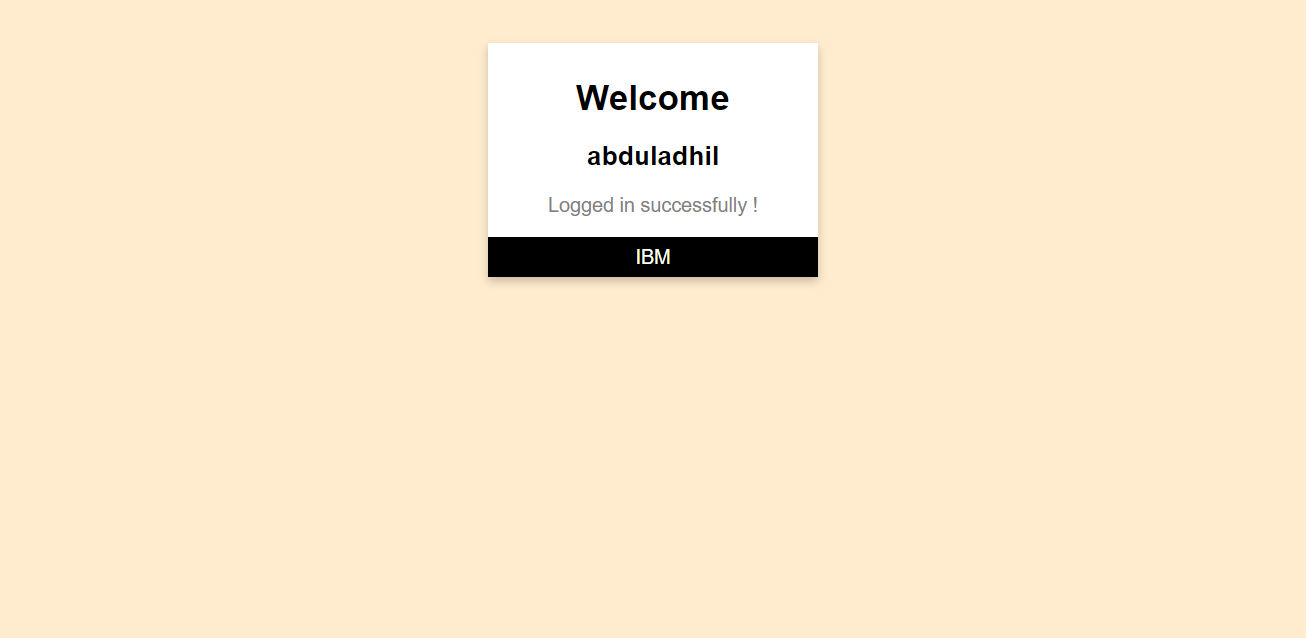 Welcome
abduladhil
Logged in successfully !
IBM